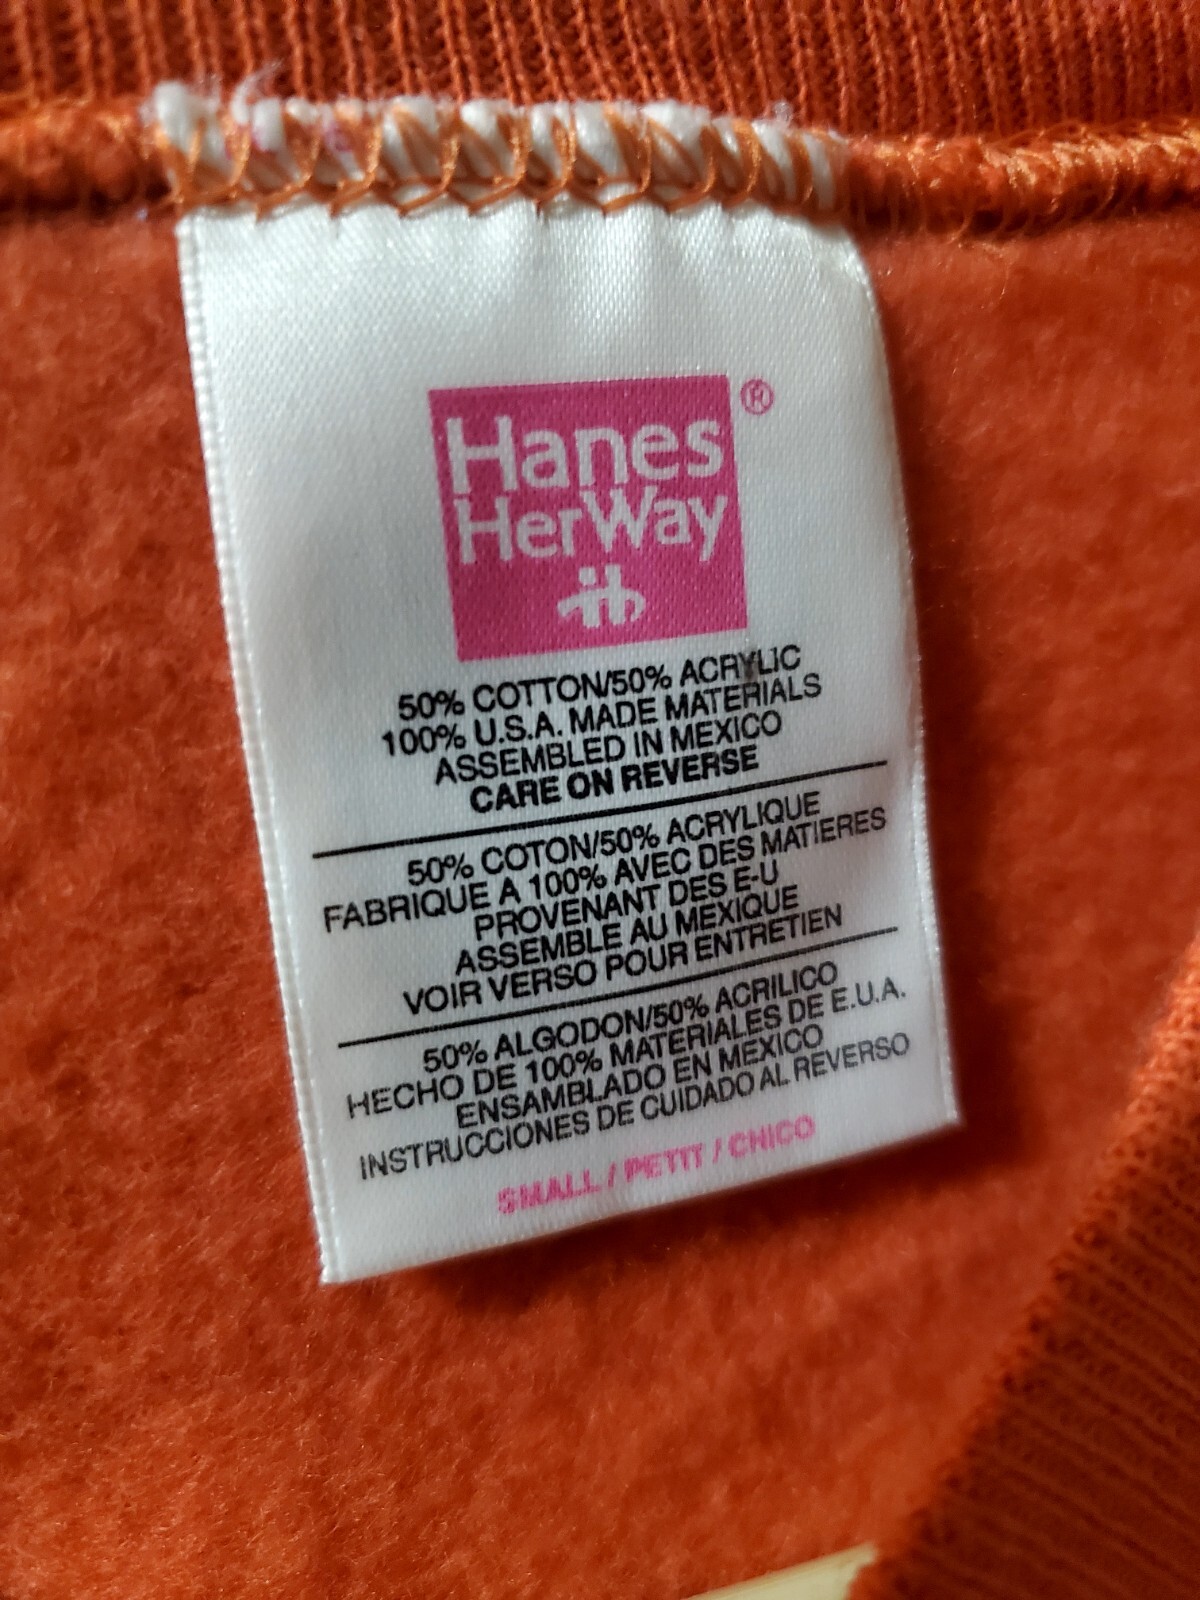 Hanes
HerWay
®
50% COTTON/50% ACRYLIC
100% U.S.A. MADE MATERIALS
ASSEMBLED IN MEXICO
CARE ON REVERSE
50% COTON/50% ACRYLIQUE
FABRIQUE A 100% AVEC DES MATIERES
PROVENANT DES E-U
ASSEMBLE AU MEXIQUE
VOIR VERSO POUR ENTRETIEN
50% ALGODON/50% ACRILICO
HECHO DE 100% MATERIALES DE E.U.A.
ENSAMBLADO EN MEXICO
INSTRUCCIONES DE CUIDADO AL REVERSO
SMALL / PETIT / CHICO